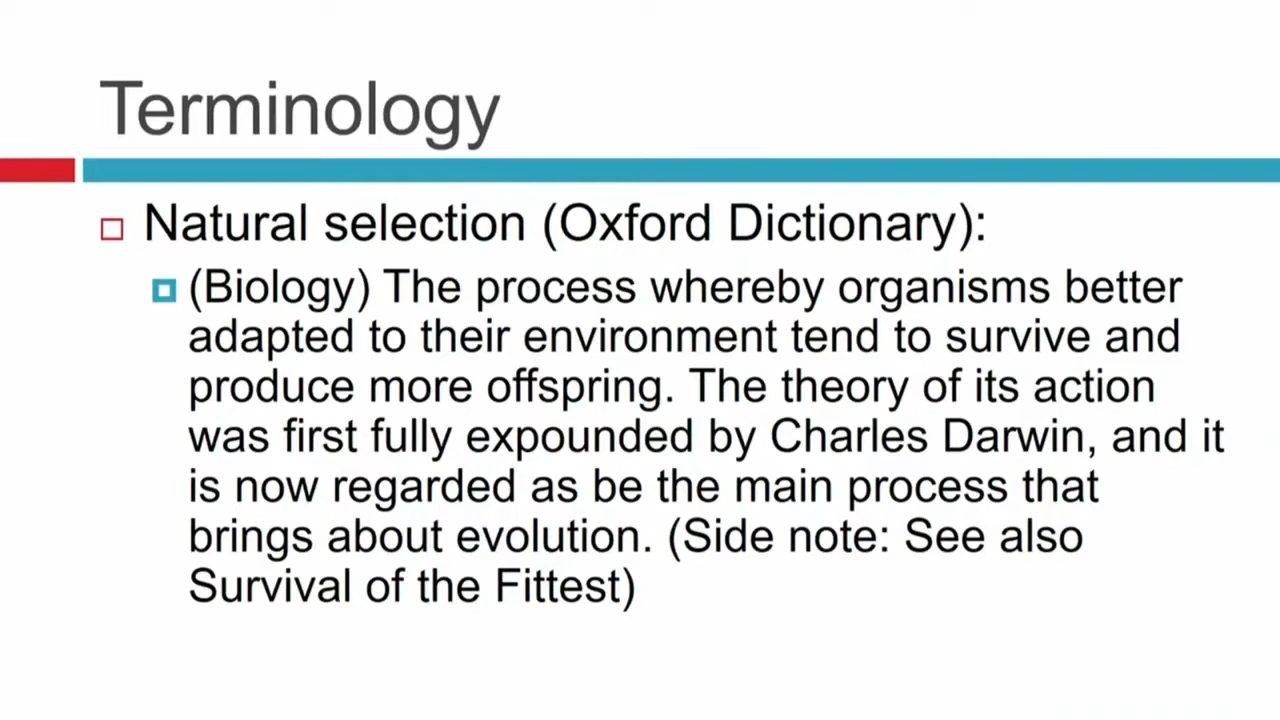 Terminology
Natural selection (Oxford Dictionary):
(Biology) The process whereby organisms better
adapted to their environment tend to survive and
produce more offspring. The theory of its action
was first fully expounded by Charles Darwin, and it
is now regarded as be the main process that
brings about evolution. (Side note: See also
Survival of the Fittest)